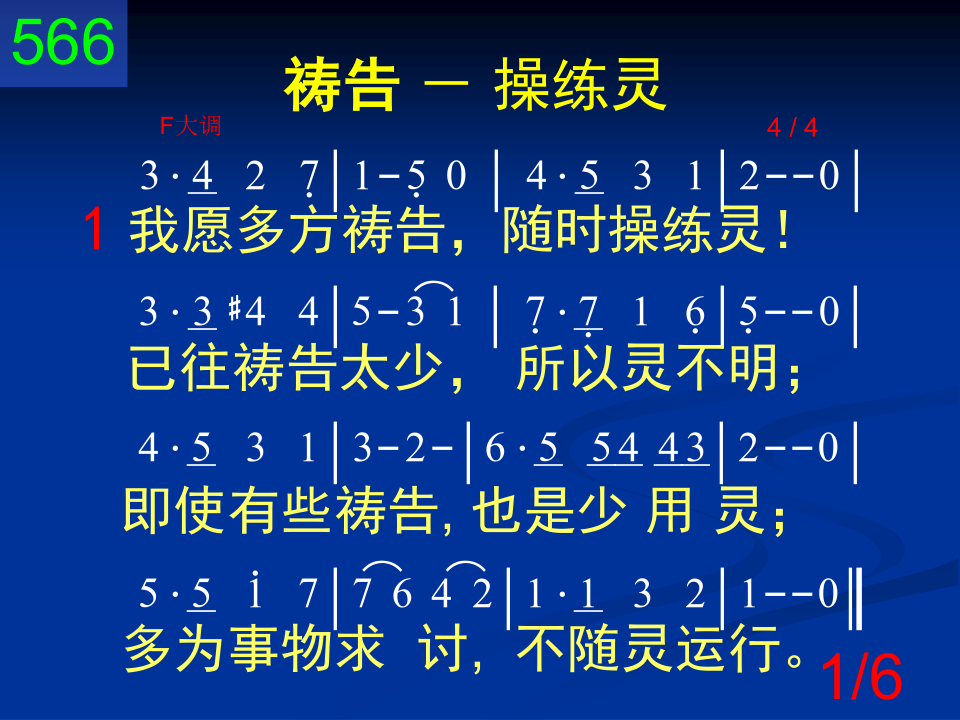 566
祷告 － 操练灵
F大调 4 / 4
3 · 4 2 7̣ | 1 - 5̣ 0 | 4 · 5 3 1 | 2 - - 0 |
1 我愿多方祷告，随时操练灵！
3 · 3 #4 4 | 5 - 3 1 | 7̣ · 7̣ 1 6̣ | 5̣ - - 0 |
已往祷告太少， 所以灵不明；
4 · 5 3 1 | 3 - 2 - | 6 · 5 5 4 4 3 | 2 - - 0 |
即使有些祷告, 也是少 用 灵；
5 · 5 1̇ 7 | 7 6 4 2 | 1 · 1 3 2 | 1 - - 0 ‖
多为事物求 讨, 不随灵运行。
1/6